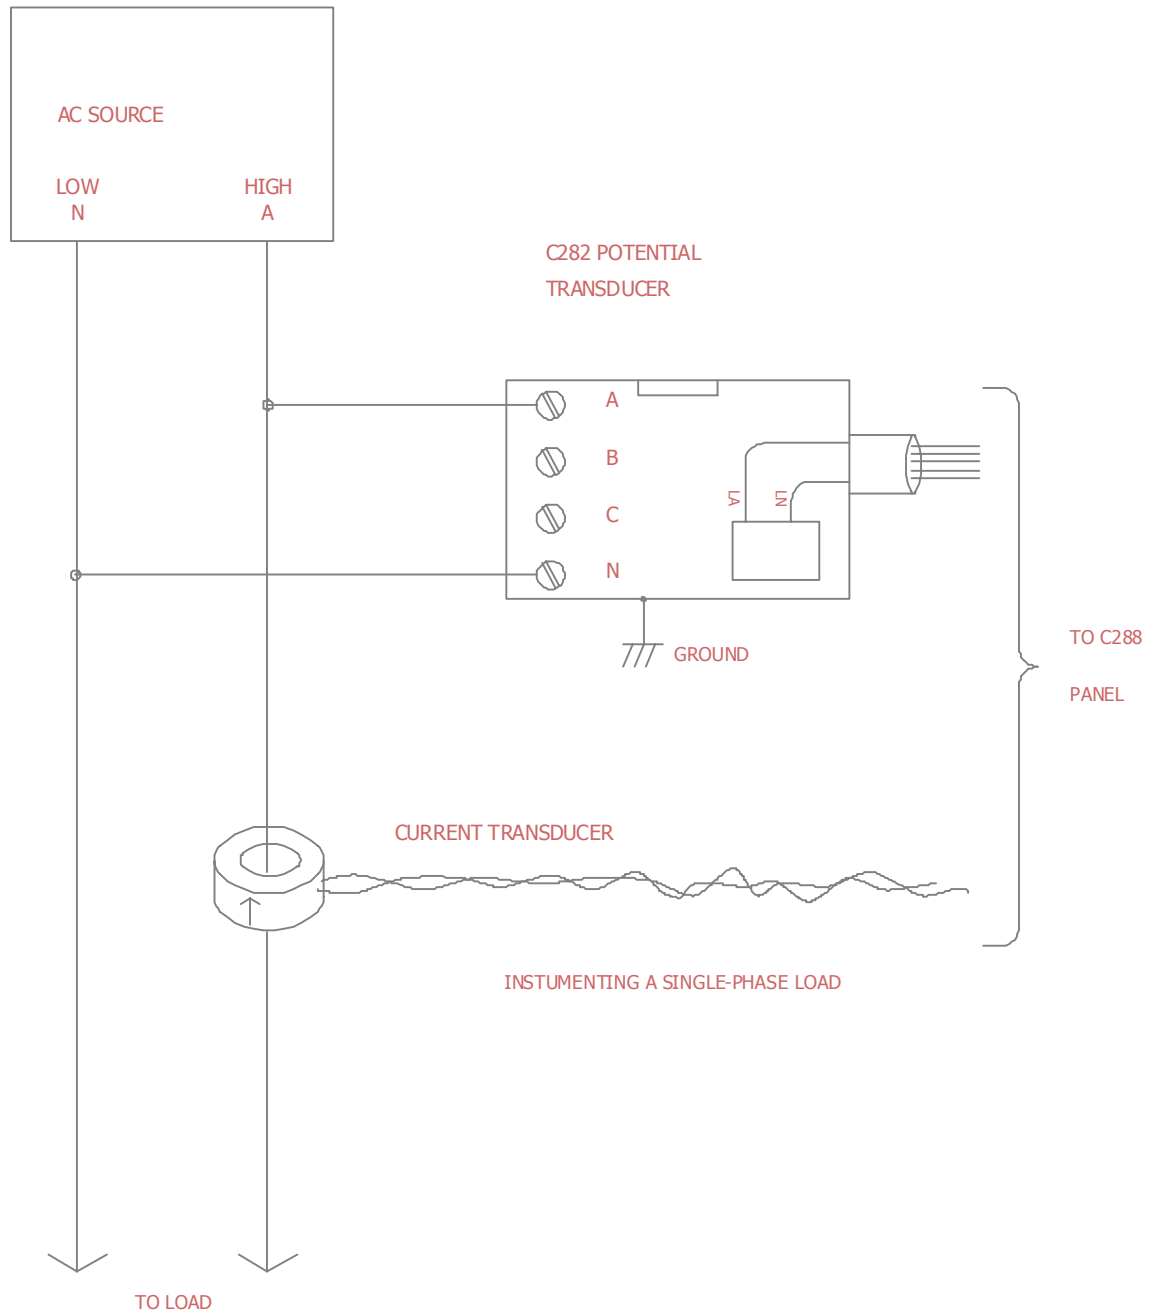 AC SOURCE
LOW
HIGH
N
A
C282 POTENTIAL
TRANSDUCER
A
B
C
N
LA
LN
GROUND
TO C288
PANEL
CURRENT TRANSDUCER
INSTUMENTING A SINGLE-PHASE LOAD
TO LOAD